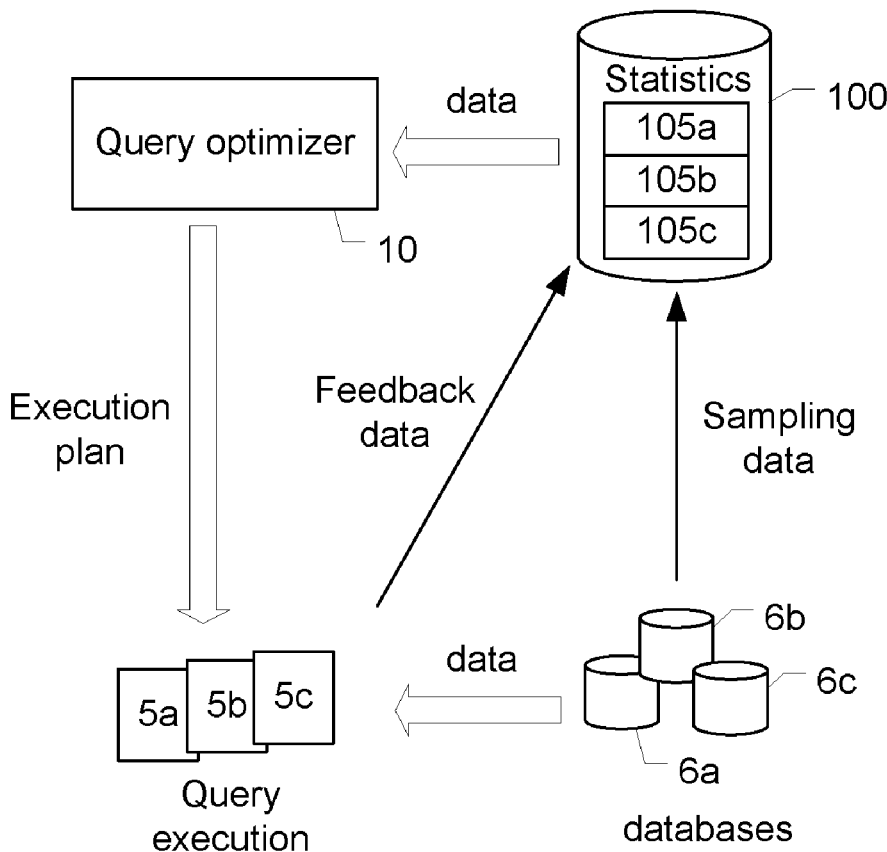 Statistics
100
105a
105b
105c
data
Query optimizer
10
Execution
plan
Feedback
data
Sampling
data
5a
5b
5c
Query
execution
data
6b
6c
6a
databases